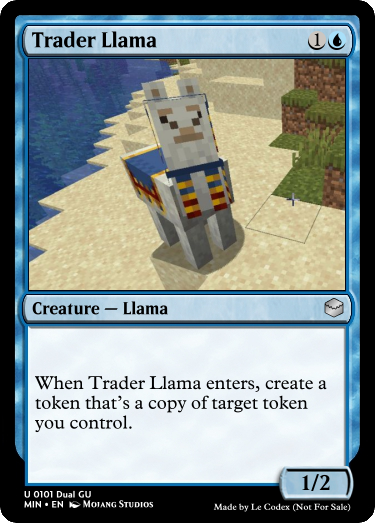 Trader Llama 1
Creature — Llama
When Trader Llama enters, create a
token that's a copy of target token
you control.
1/2
U 0101 Dual GU
MIN • EN Mojang Studios
Made by Le Codex (Not For Sale)